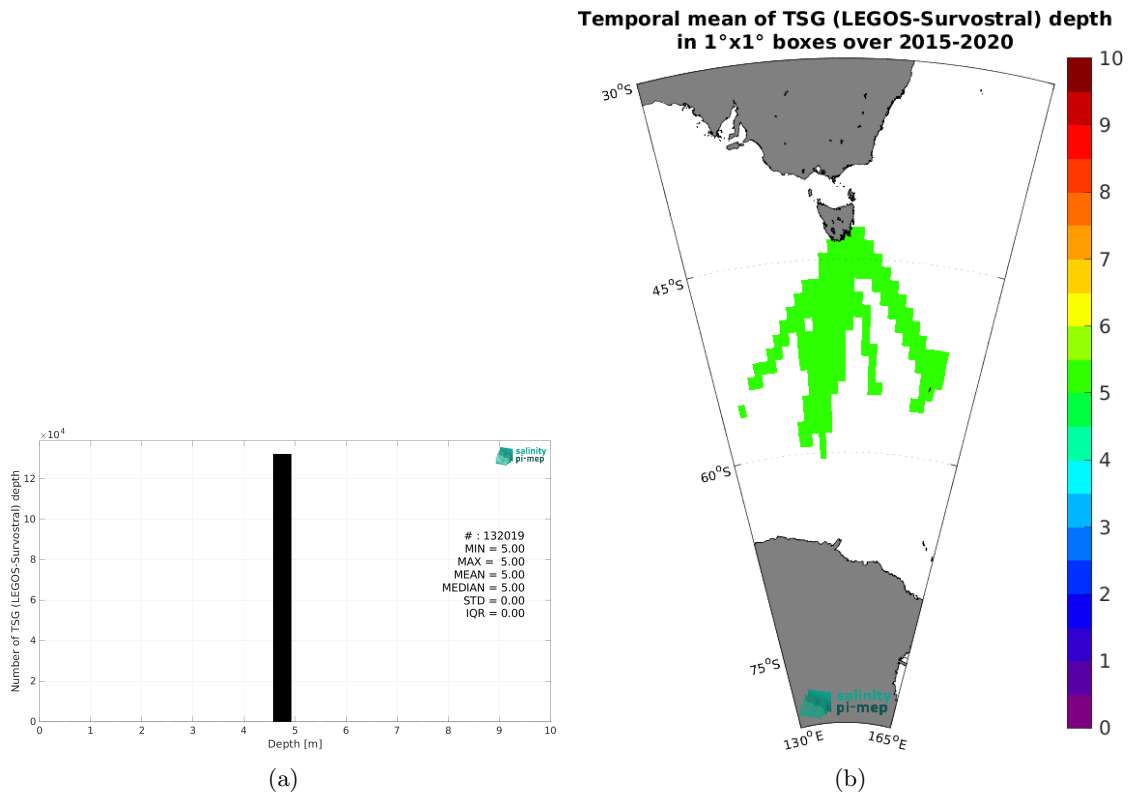 ×10⁴
12
10
8
6
4
2
0
0 1 2 3 4 5 6 7 8 9 10
Number of TSG (LEGOS-Survostral) depth
Depth [m]
salinity
pi-mep
# : 132019
MIN = 5.00
MAX = 5.00
MEAN = 5.00
MEDIAN = 5.00
STD = 0.00
IQR = 0.00
(a)
Temporal mean of TSG (LEGOS-Survostral) depth
in 1°x1° boxes over 2015-2020
30°S
45°S
60°S
75°S
130°E
165°E
salinity
pi-mep
10
9
8
7
6
5
4
3
2
1
0
(b)